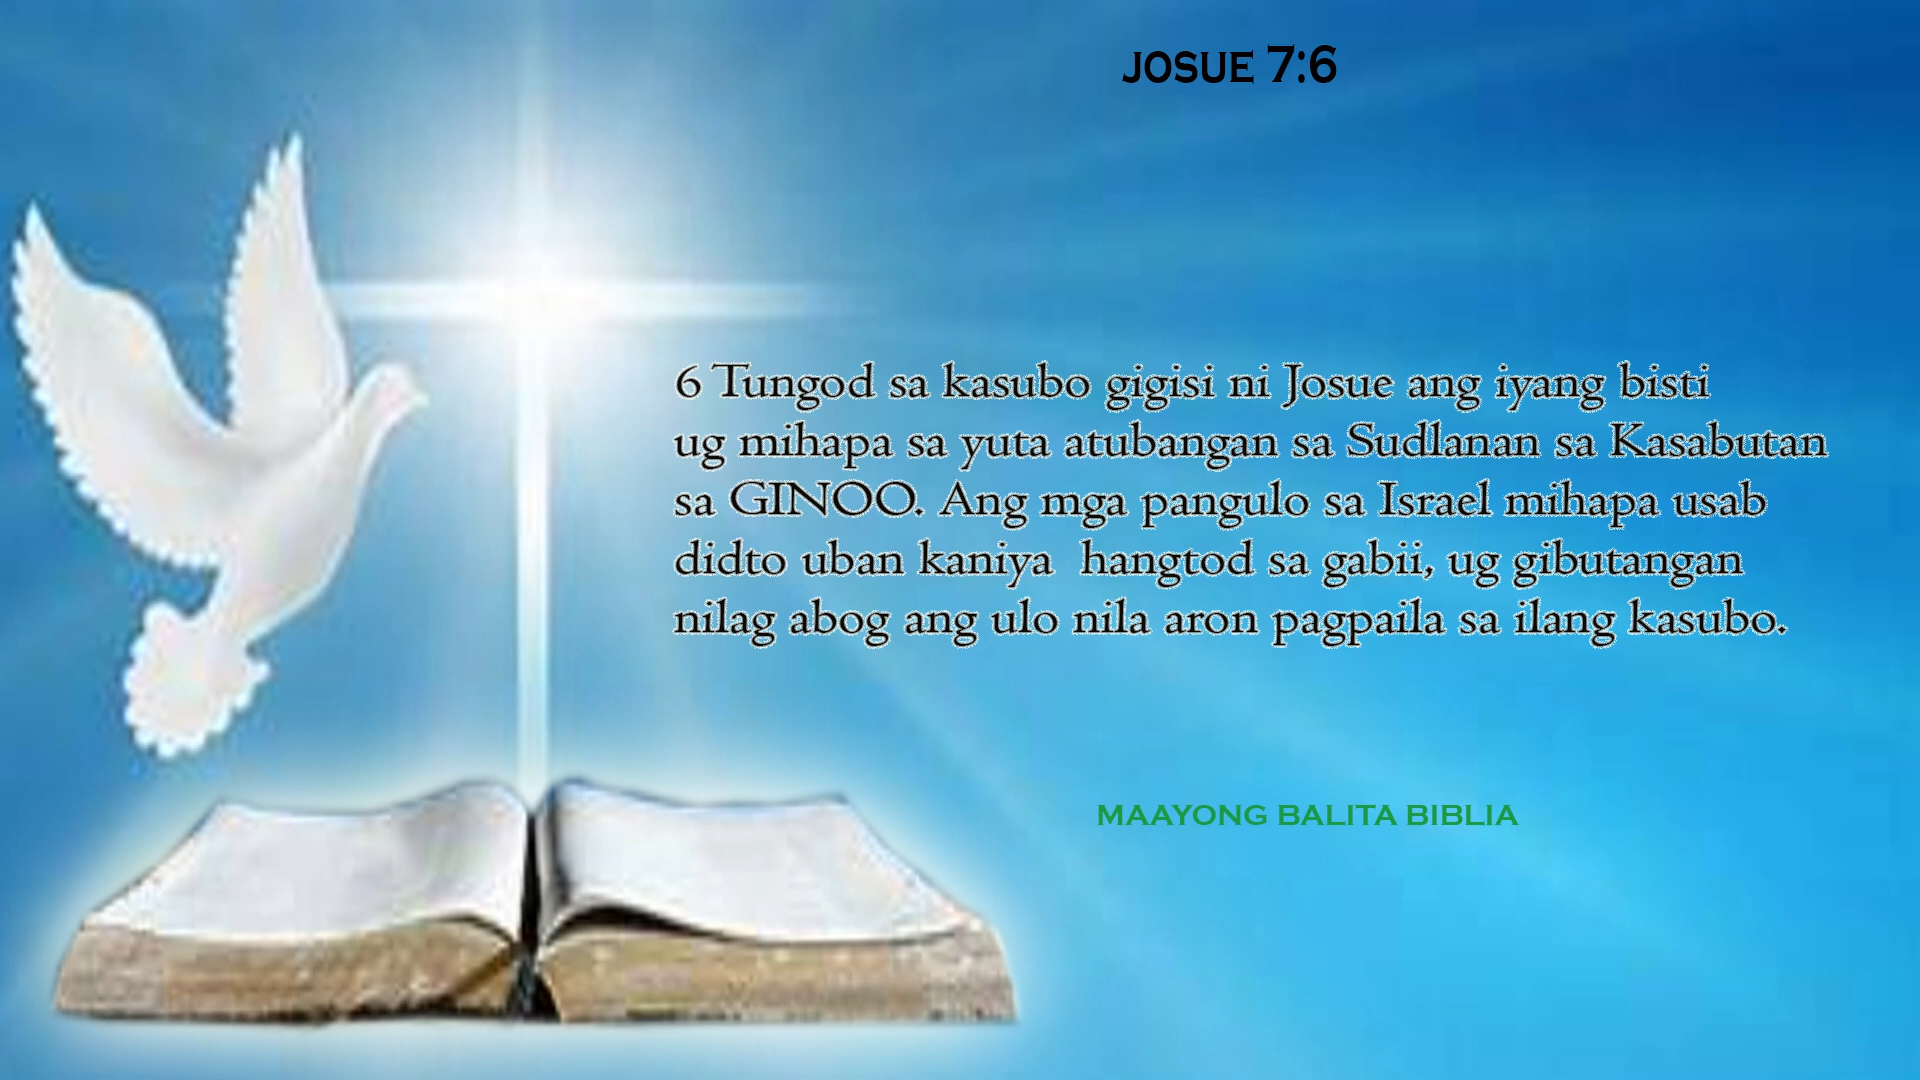 JOSUE 7:6
6 Tungod sa kasubo gigisi ni Josue ang iyang bisti
ug mihapa sa yuta atubangan sa Sudlanan sa Kasabutan
sa GINOO. Ang mga pangulo sa Israel mihapa usab
didto uban kaniya  hangtod sa gabii, ug gibutangan
nilag abog ang ulo nila aron pagpaila sa ilang kasubo.
MAAYONG BALITA BIBLIA